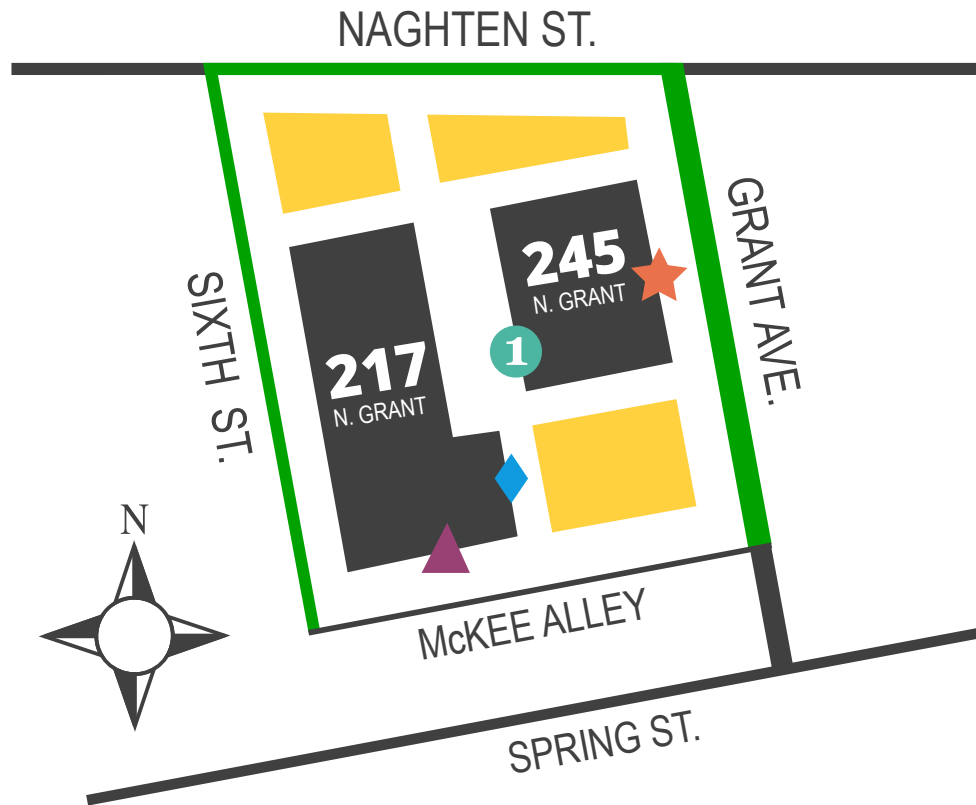 NAGHTEN ST.
GRANT AVE.
245
N. GRANT
SIXTH ST.
1
217
N. GRANT
N
McKEE ALLEY
SPRING ST.